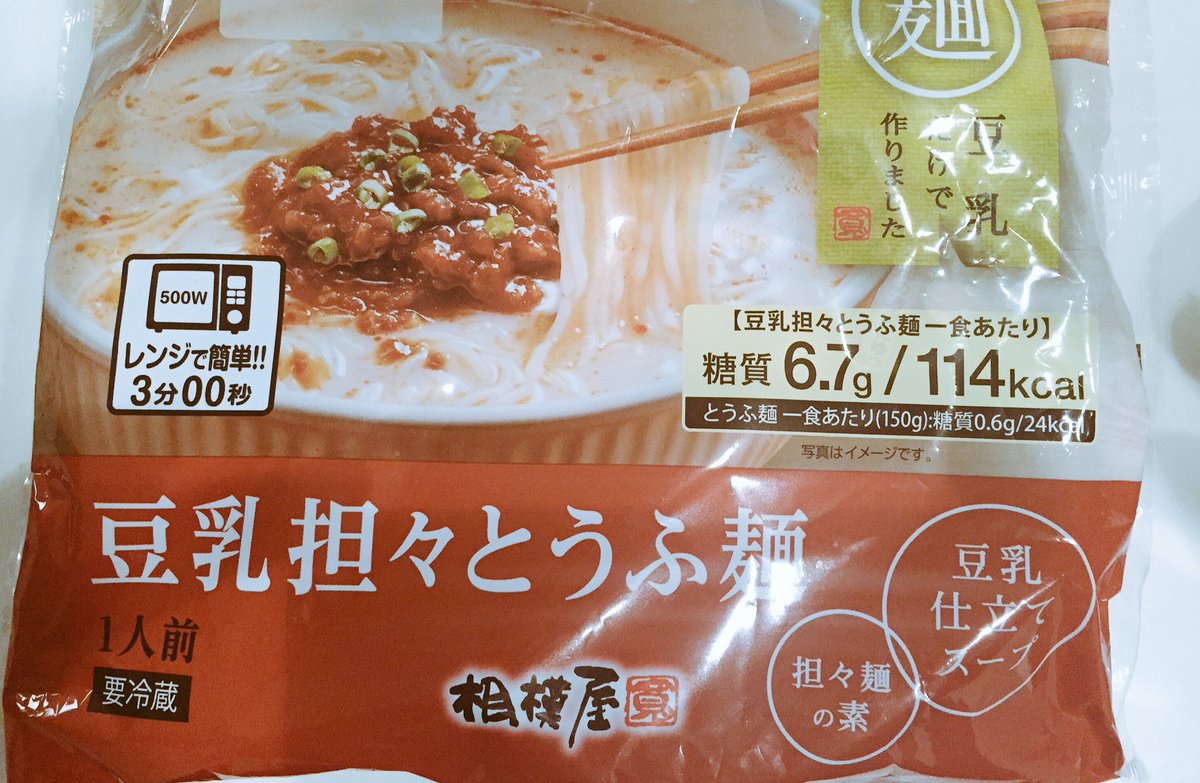 麺
豆乳
だけで
作りました
寛
500W
レンジで簡単!!
3分00秒
【豆乳担々とうふ麺 一食あたり】
糖質 6.7g/114kcal
とうふ麺 一食あたり(150g):糖質0.6g/24kcal
写真はイメージです。
豆乳担々とうふ麺
1人前
要冷蔵
相模屋
豆乳
仕立て
スープ
担々麺
の素